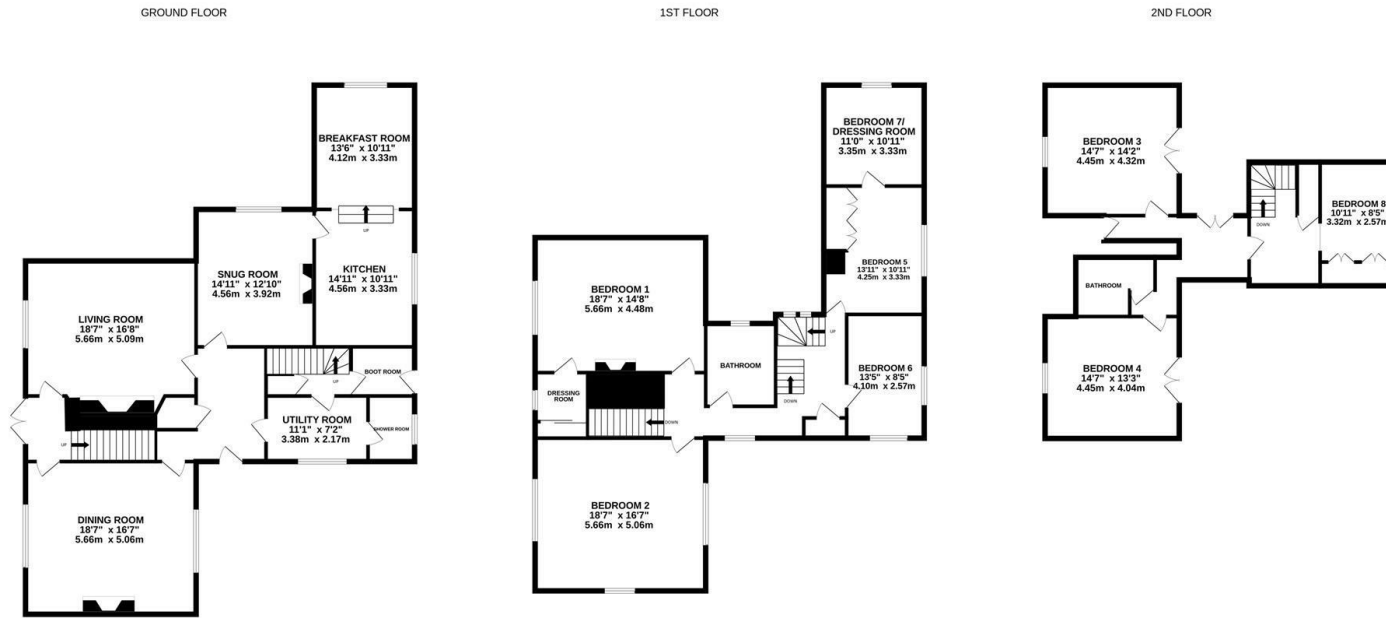 GROUND FLOOR
BREAKFAST ROOM
13'6" x 10'11"
4.12m x 3.33m
UP
SNUG ROOM
14'11" x 12'10"
4.56m x 3.92m
KITCHEN
14'11" x 10'11"
4.56m x 3.33m
LIVING ROOM
18'7" x 16'8"
5.66m x 5.09m
UP
BOOT ROOM
UTILITY ROOM
11'1" x 7'2"
3.38m x 2.17m
SHOWER ROOM
UP
DINING ROOM
18'7" x 16'7"
5.66m x 5.06m
1ST FLOOR
BEDROOM 7/
DRESSING ROOM
11'0" x 10'11"
3.35m x 3.33m
BEDROOM 5
13'11" x 10'11"
4.25m x 3.33m
BEDROOM 1
18'7" x 14'8"
5.66m x 4.48m
UP
BATHROOM
BEDROOM 6
13'5" x 8'5"
4.10m x 2.57m
DRESSING
ROOM
DOWN
DOWN
BEDROOM 2
18'7" x 16'7"
5.66m x 5.06m
2ND FLOOR
BEDROOM 3
14'7" x 14'2"
4.45m x 4.32m
DOWN
BEDROOM 8
10'11" x 8'5"
3.32m x 2.57m
BATHROOM
BEDROOM 4
14'7" x 13'3"
4.45m x 4.04m